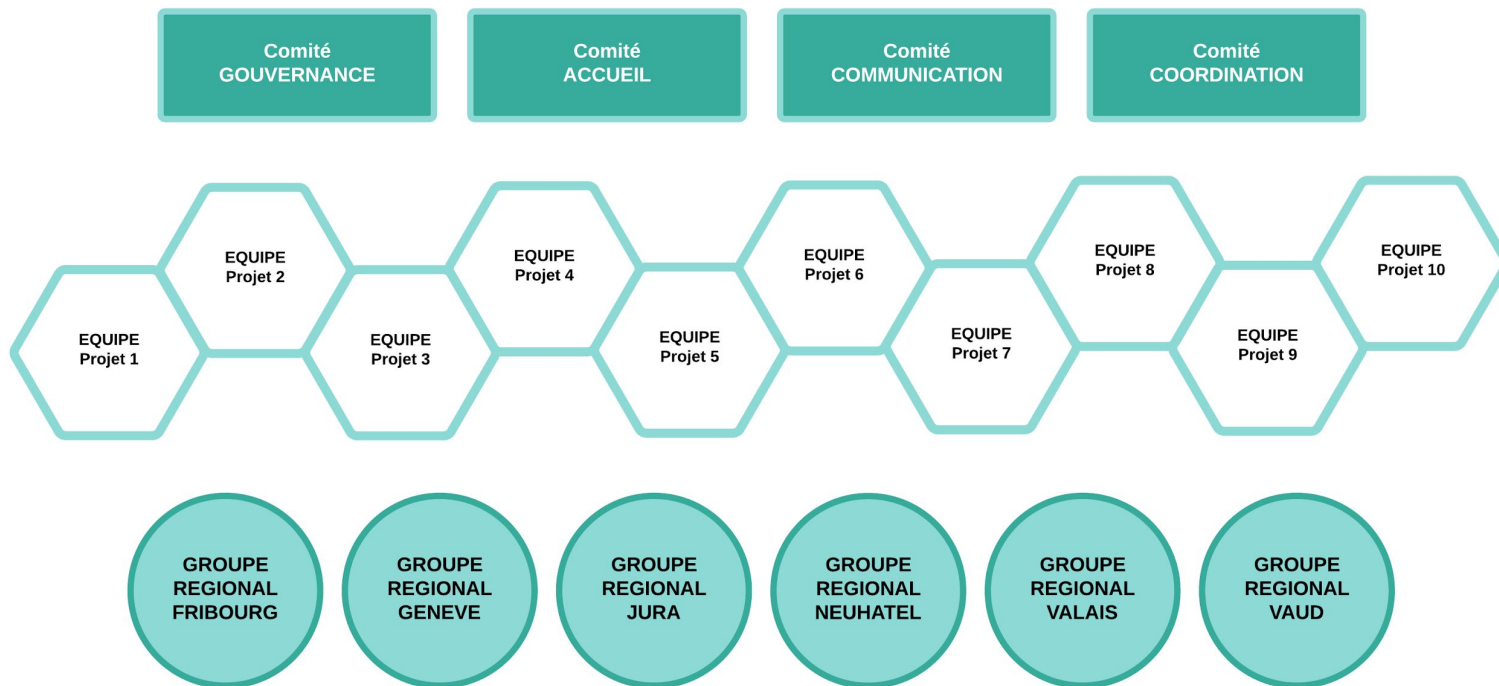 Comité
GOUVERNANCE
Comité
ACCUEIL
Comité
COMMUNICATION
Comité
COORDINATION
EQUIPE
Projet 1
EQUIPE
Projet 2
EQUIPE
Projet 3
EQUIPE
Projet 4
EQUIPE
Projet 5
EQUIPE
Projet 6
EQUIPE
Projet 7
EQUIPE
Projet 8
EQUIPE
Projet 9
EQUIPE
Projet 10
GROUPE
REGIONAL
FRIBOURG
GROUPE
REGIONAL
GENEVE
GROUPE
REGIONAL
JURA
GROUPE
REGIONAL
NEUHATEL
GROUPE
REGIONAL
VALAIS
GROUPE
REGIONAL
VAUD